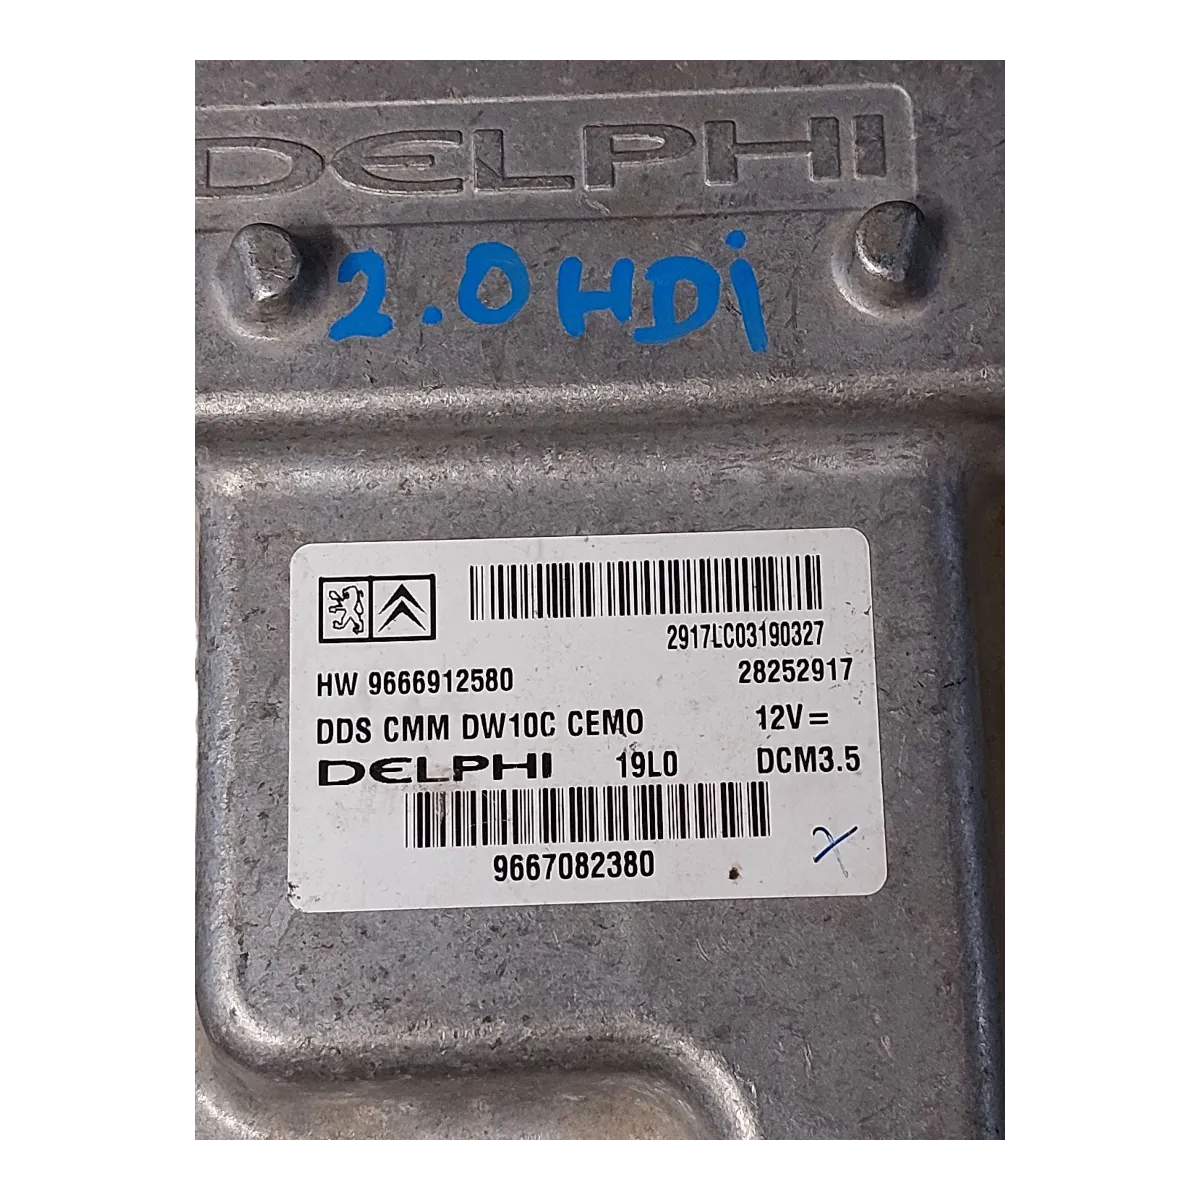 DELPHI
2.0HDi
2917LC03190327
HW 9666912580 28252917
DDS CMM DW10C CEMO 12V=
DELPHI 19L0 DCM3.5
9667082380